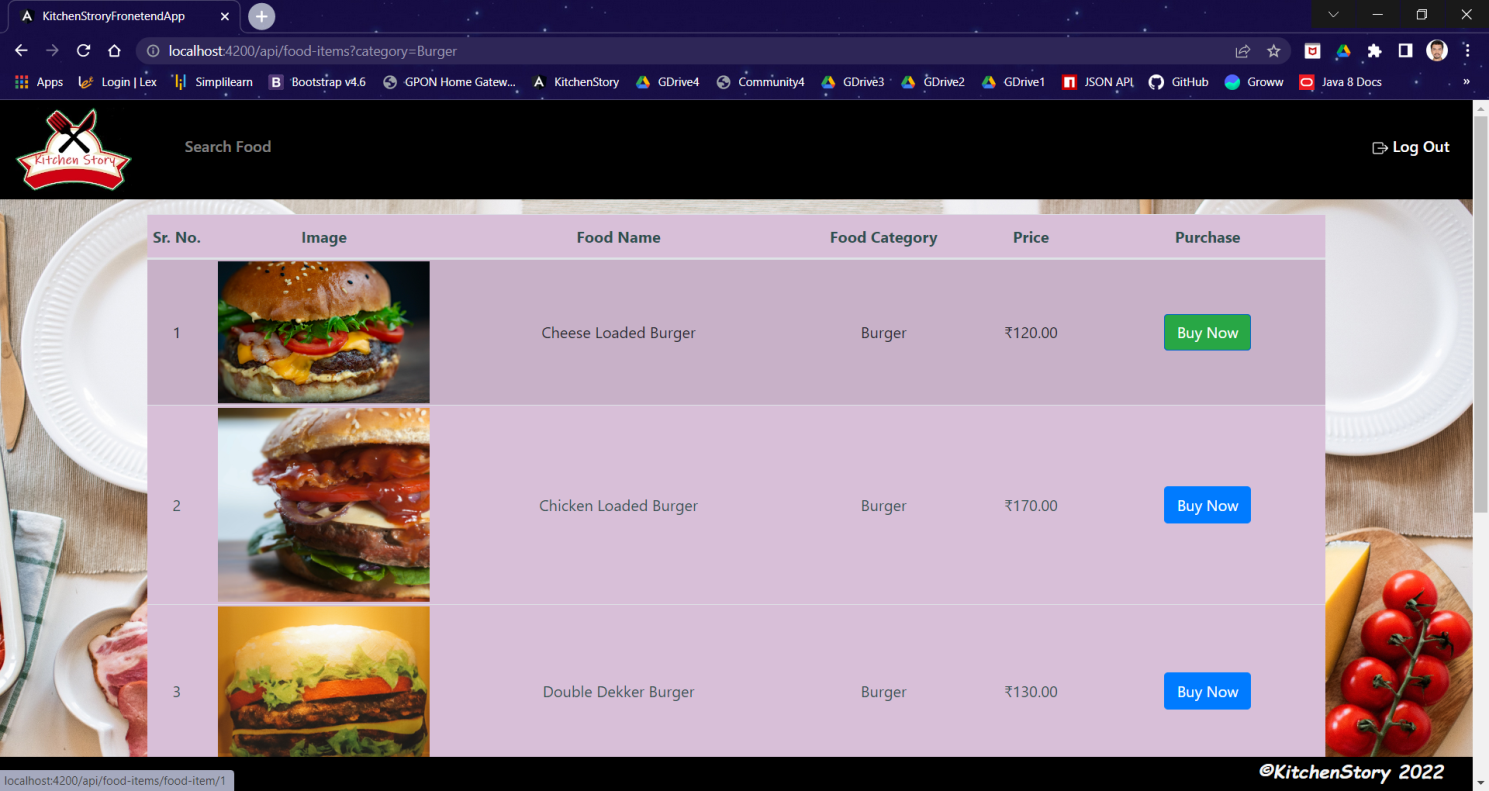 KitchenStroryFronetendApp
localhost:4200/api/food-items?category=Burger
Apps Login | Lex Simplilearn Bootstrap v4.6 GPON Home Gatew... KitchenStory GDrive4 Community4 GDrive3 GDrive2 GDrive1 JSON API, GitHub Groww Java 8 Docs »
Kitchen Story
Search Food
Log Out
Sr. No. Image Food Name Food Category Price Purchase
1 Cheese Loaded Burger Burger ₹120.00 Buy Now
2 Chicken Loaded Burger Burger ₹170.00 Buy Now
3 Double Dekker Burger Burger ₹130.00 Buy Now
©KitchenStory 2022
localhost:4200/api/food-items/food-item/1